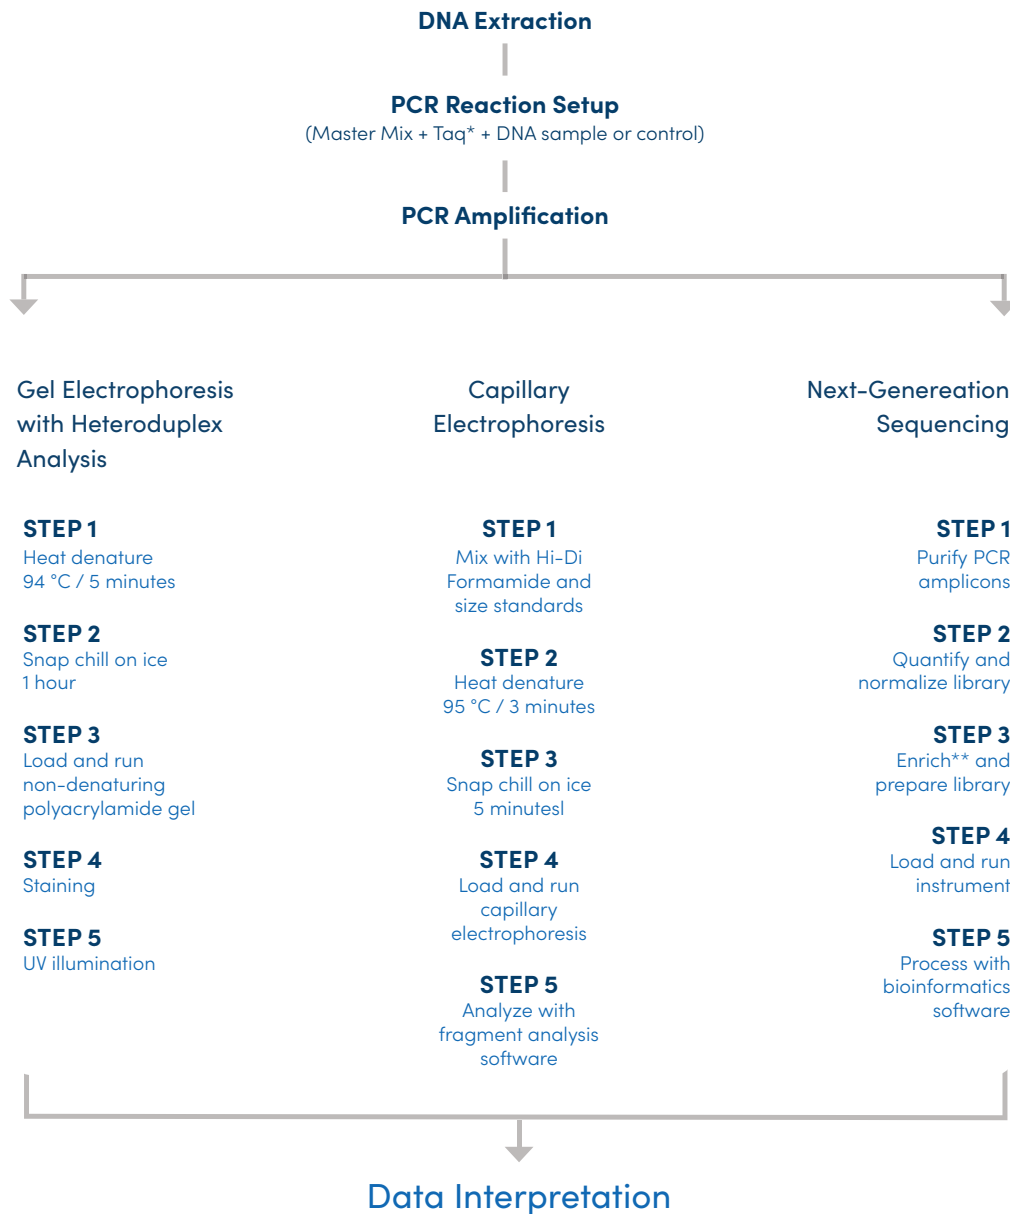 DNA Extraction
PCR Reaction Setup
(Master Mix + Taq* + DNA sample or control)
PCR Amplification
Gel Electrophoresis
with Heteroduplex
Analysis
STEP 1
Heat denature
94 °C / 5 minutes
STEP 2
Snap chill on ice
1 hour
STEP 3
Load and run
non-denaturing
polyacrylamide gel
STEP 4
Staining
STEP 5
UV illumination
Capillary
Electrophoresis
STEP 1
Mix with Hi-Di
Formamide and
size standards
STEP 2
Heat denature
95 °C / 3 minutes
STEP 3
Snap chill on ice
5 minutesl
STEP 4
Load and run
capillary
electrophoresis
STEP 5
Analyze with
fragment analysis
software
Next-Genereation
Sequencing
STEP 1
Purify PCR
amplicons
STEP 2
Quantify and
normalize library
STEP 3
Enrich** and
prepare library
STEP 4
Load and run
instrument
STEP 5
Process with
bioinformatics
software
Data Interpretation